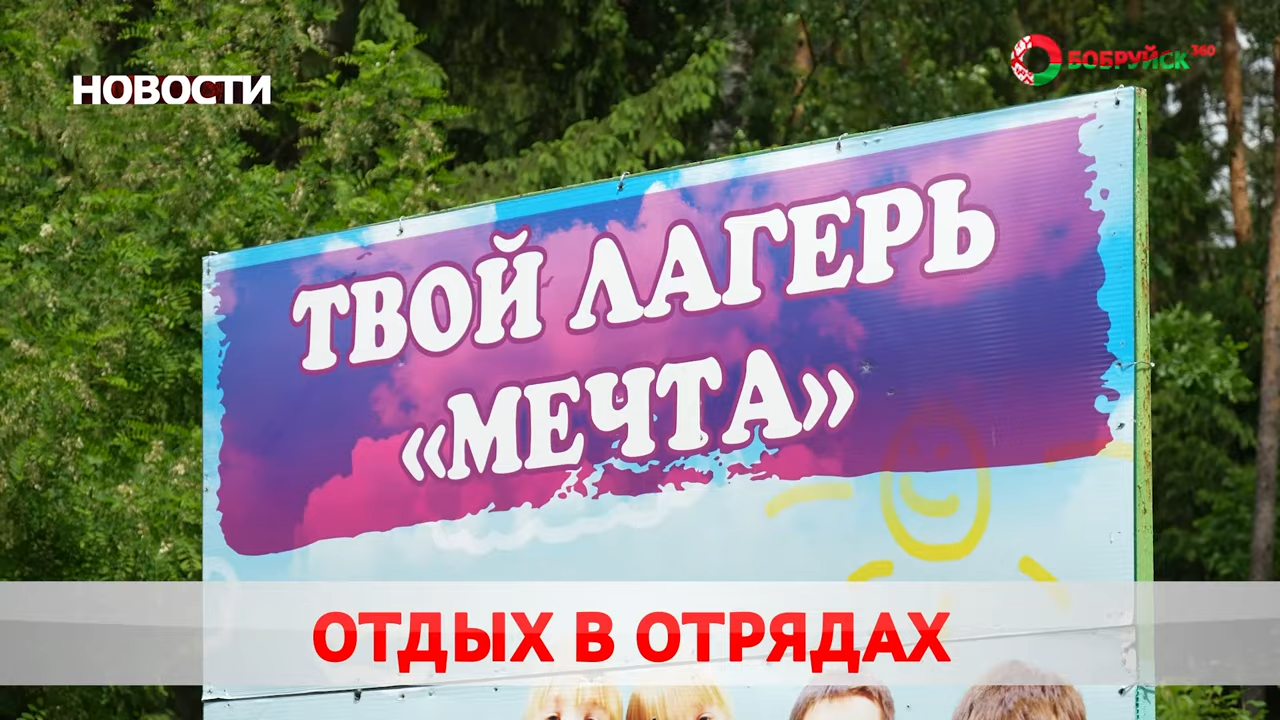 НОВОСТИ
БОБРУЙСК 360
ТВОЙ ЛАГЕРЬ
«МЕЧТА»
ОТДЫХ В ОТРЯДАХ